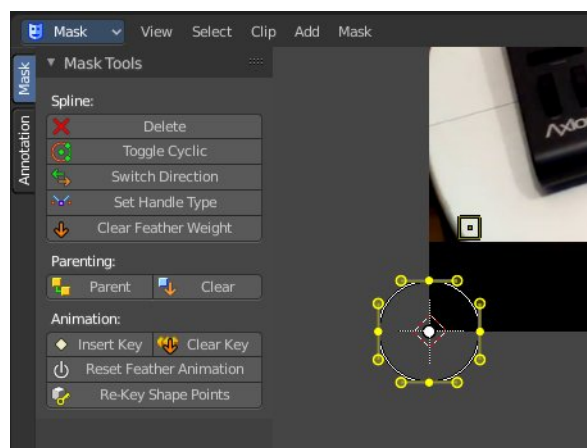 Mask View Select Clip Add Mask
Mask
Annotation
Mask Tools
Spline:
Delete
Toggle Cyclic
Switch Direction
Set Handle Type
Clear Feather Weight
Parenting:
Parent Clear
Animation:
Insert Key Clear Key
Reset Feather Animation
Re-Key Shape Points